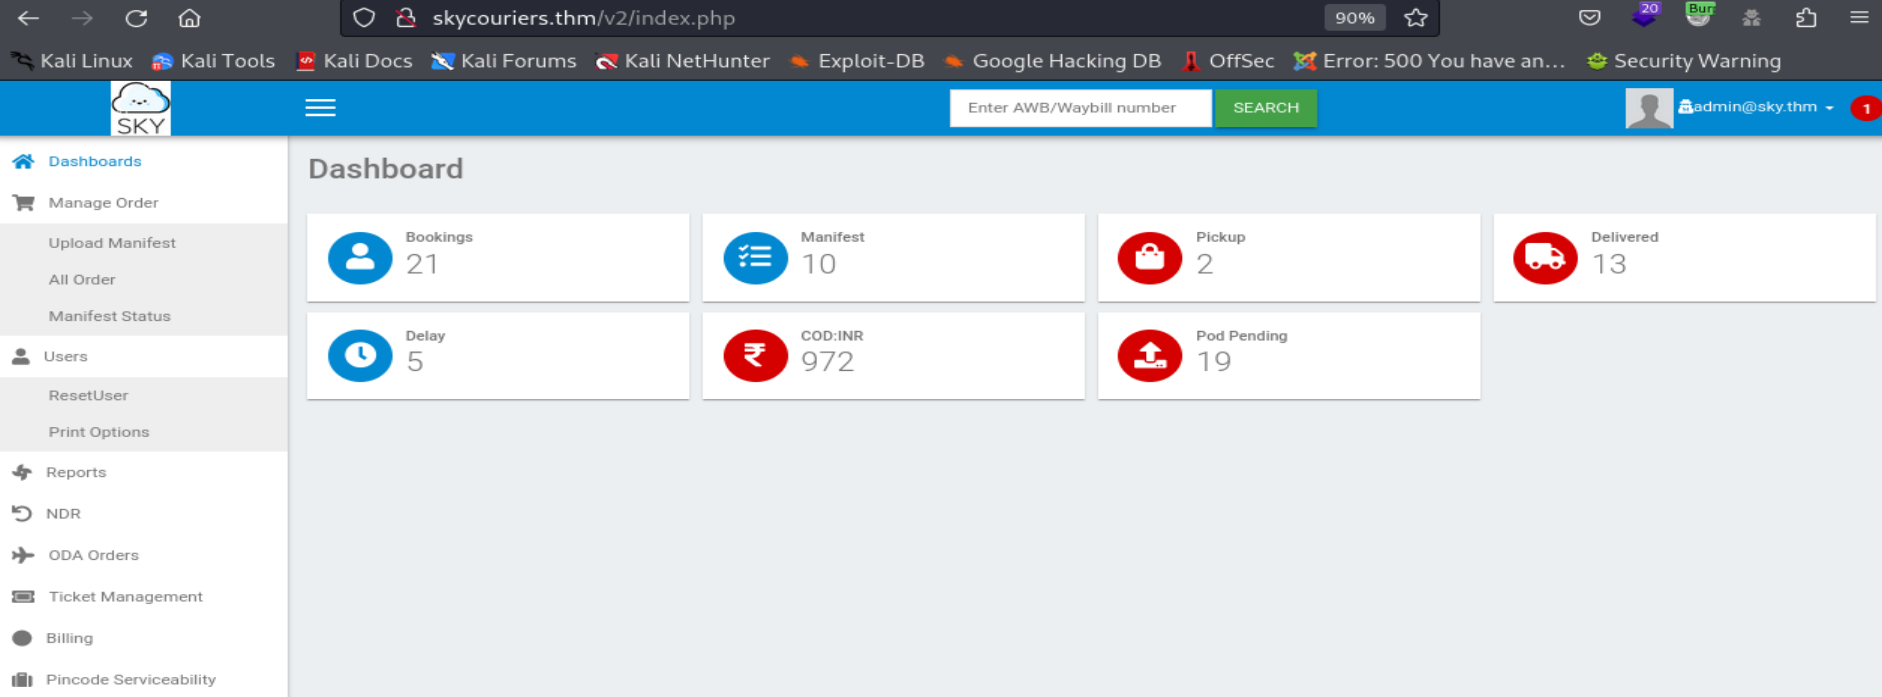 skycouriers.thm/v2/index.php 90% 20 Bur
Kali Linux Kali Tools Kali Docs Kali Forums Kali NetHunter Exploit-DB Google Hacking DB OffSec Error: 500 You have an... Security Warning
SKY Enter AWB/Waybill number SEARCH admin@sky.thm 1
Dashboards
Manage Order
Upload Manifest
All Order
Manifest Status
Users
ResetUser
Print Options
Reports
NDR
ODA Orders
Ticket Management
Billing
Pincode Serviceability
Dashboard
Bookings
21
Manifest
10
Pickup
2
Delivered
13
Delay
5
COD:INR
₹
972
Pod Pending
19